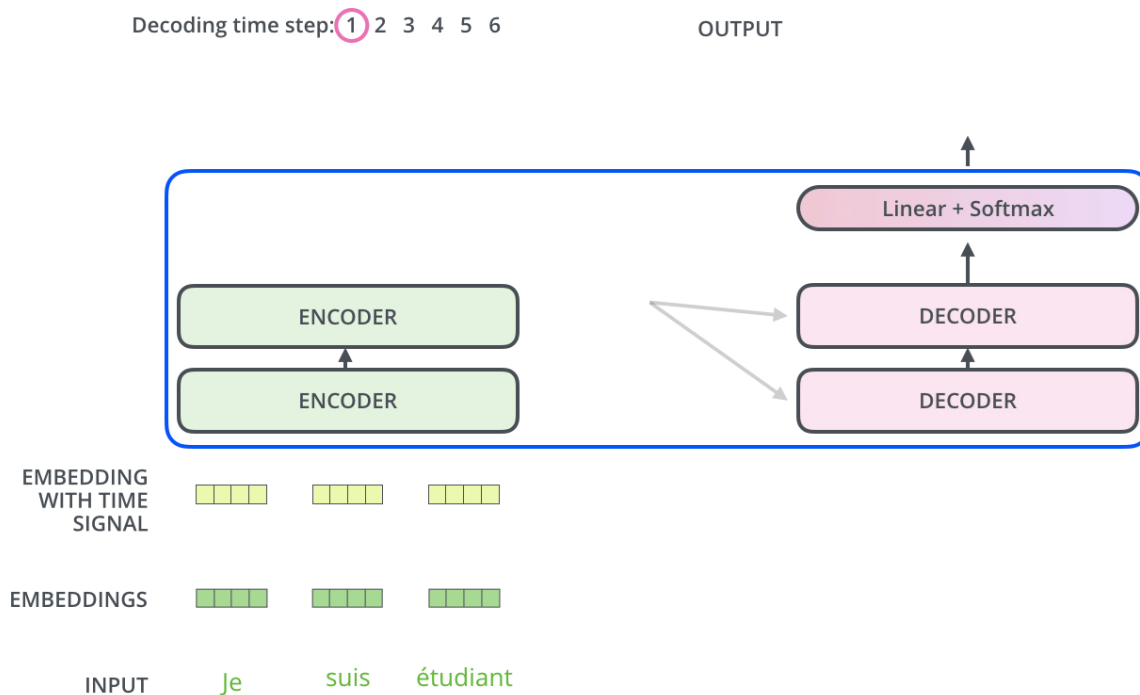 Decoding time step: 1 2 3 4 5 6
OUTPUT
Linear + Softmax
ENCODER
DECODER
ENCODER
DECODER
EMBEDDING
WITH TIME
SIGNAL
EMBEDDINGS
INPUT
Je suis étudiant